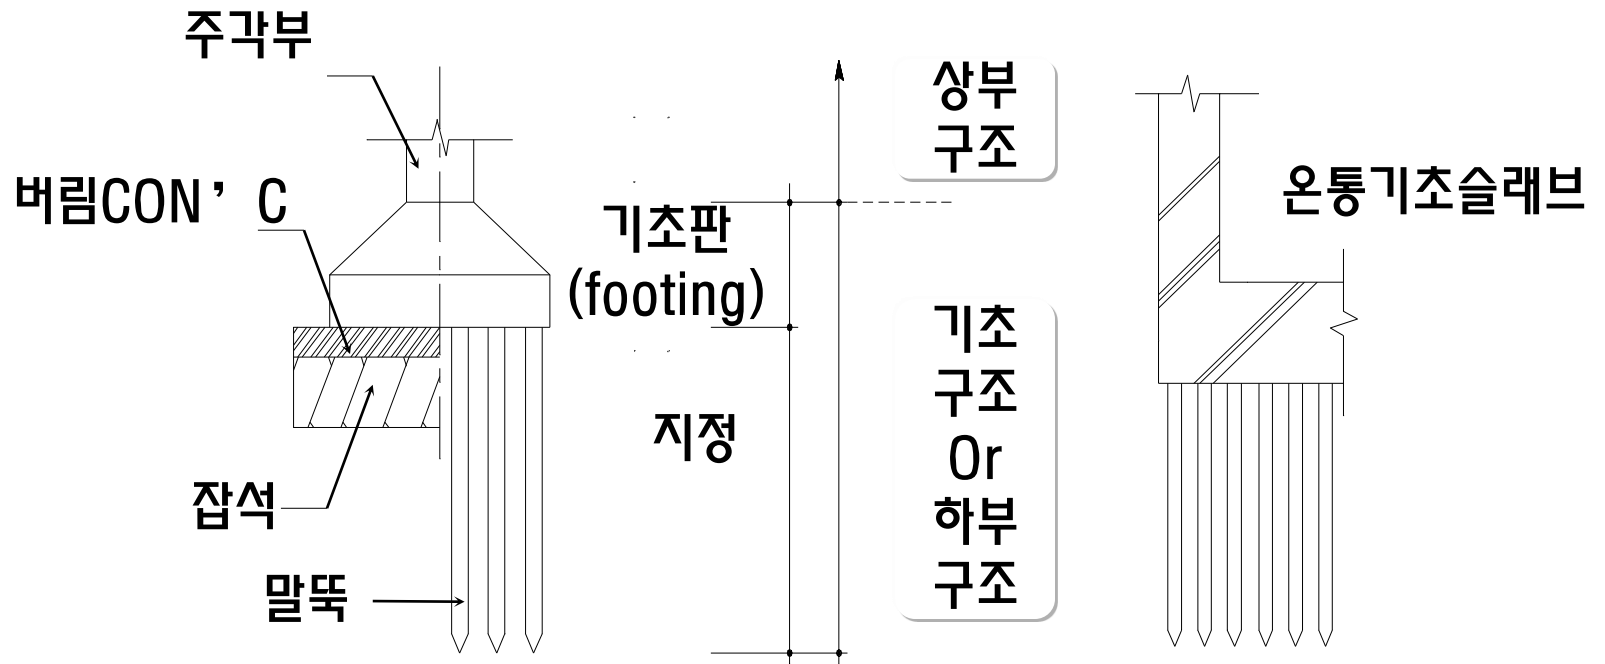 주각부
버림CON’ C
잡석
말뚝
기초판
(footing)
지정
상부
구조
기초
구조
Or
하부
구조
온통기초슬래브